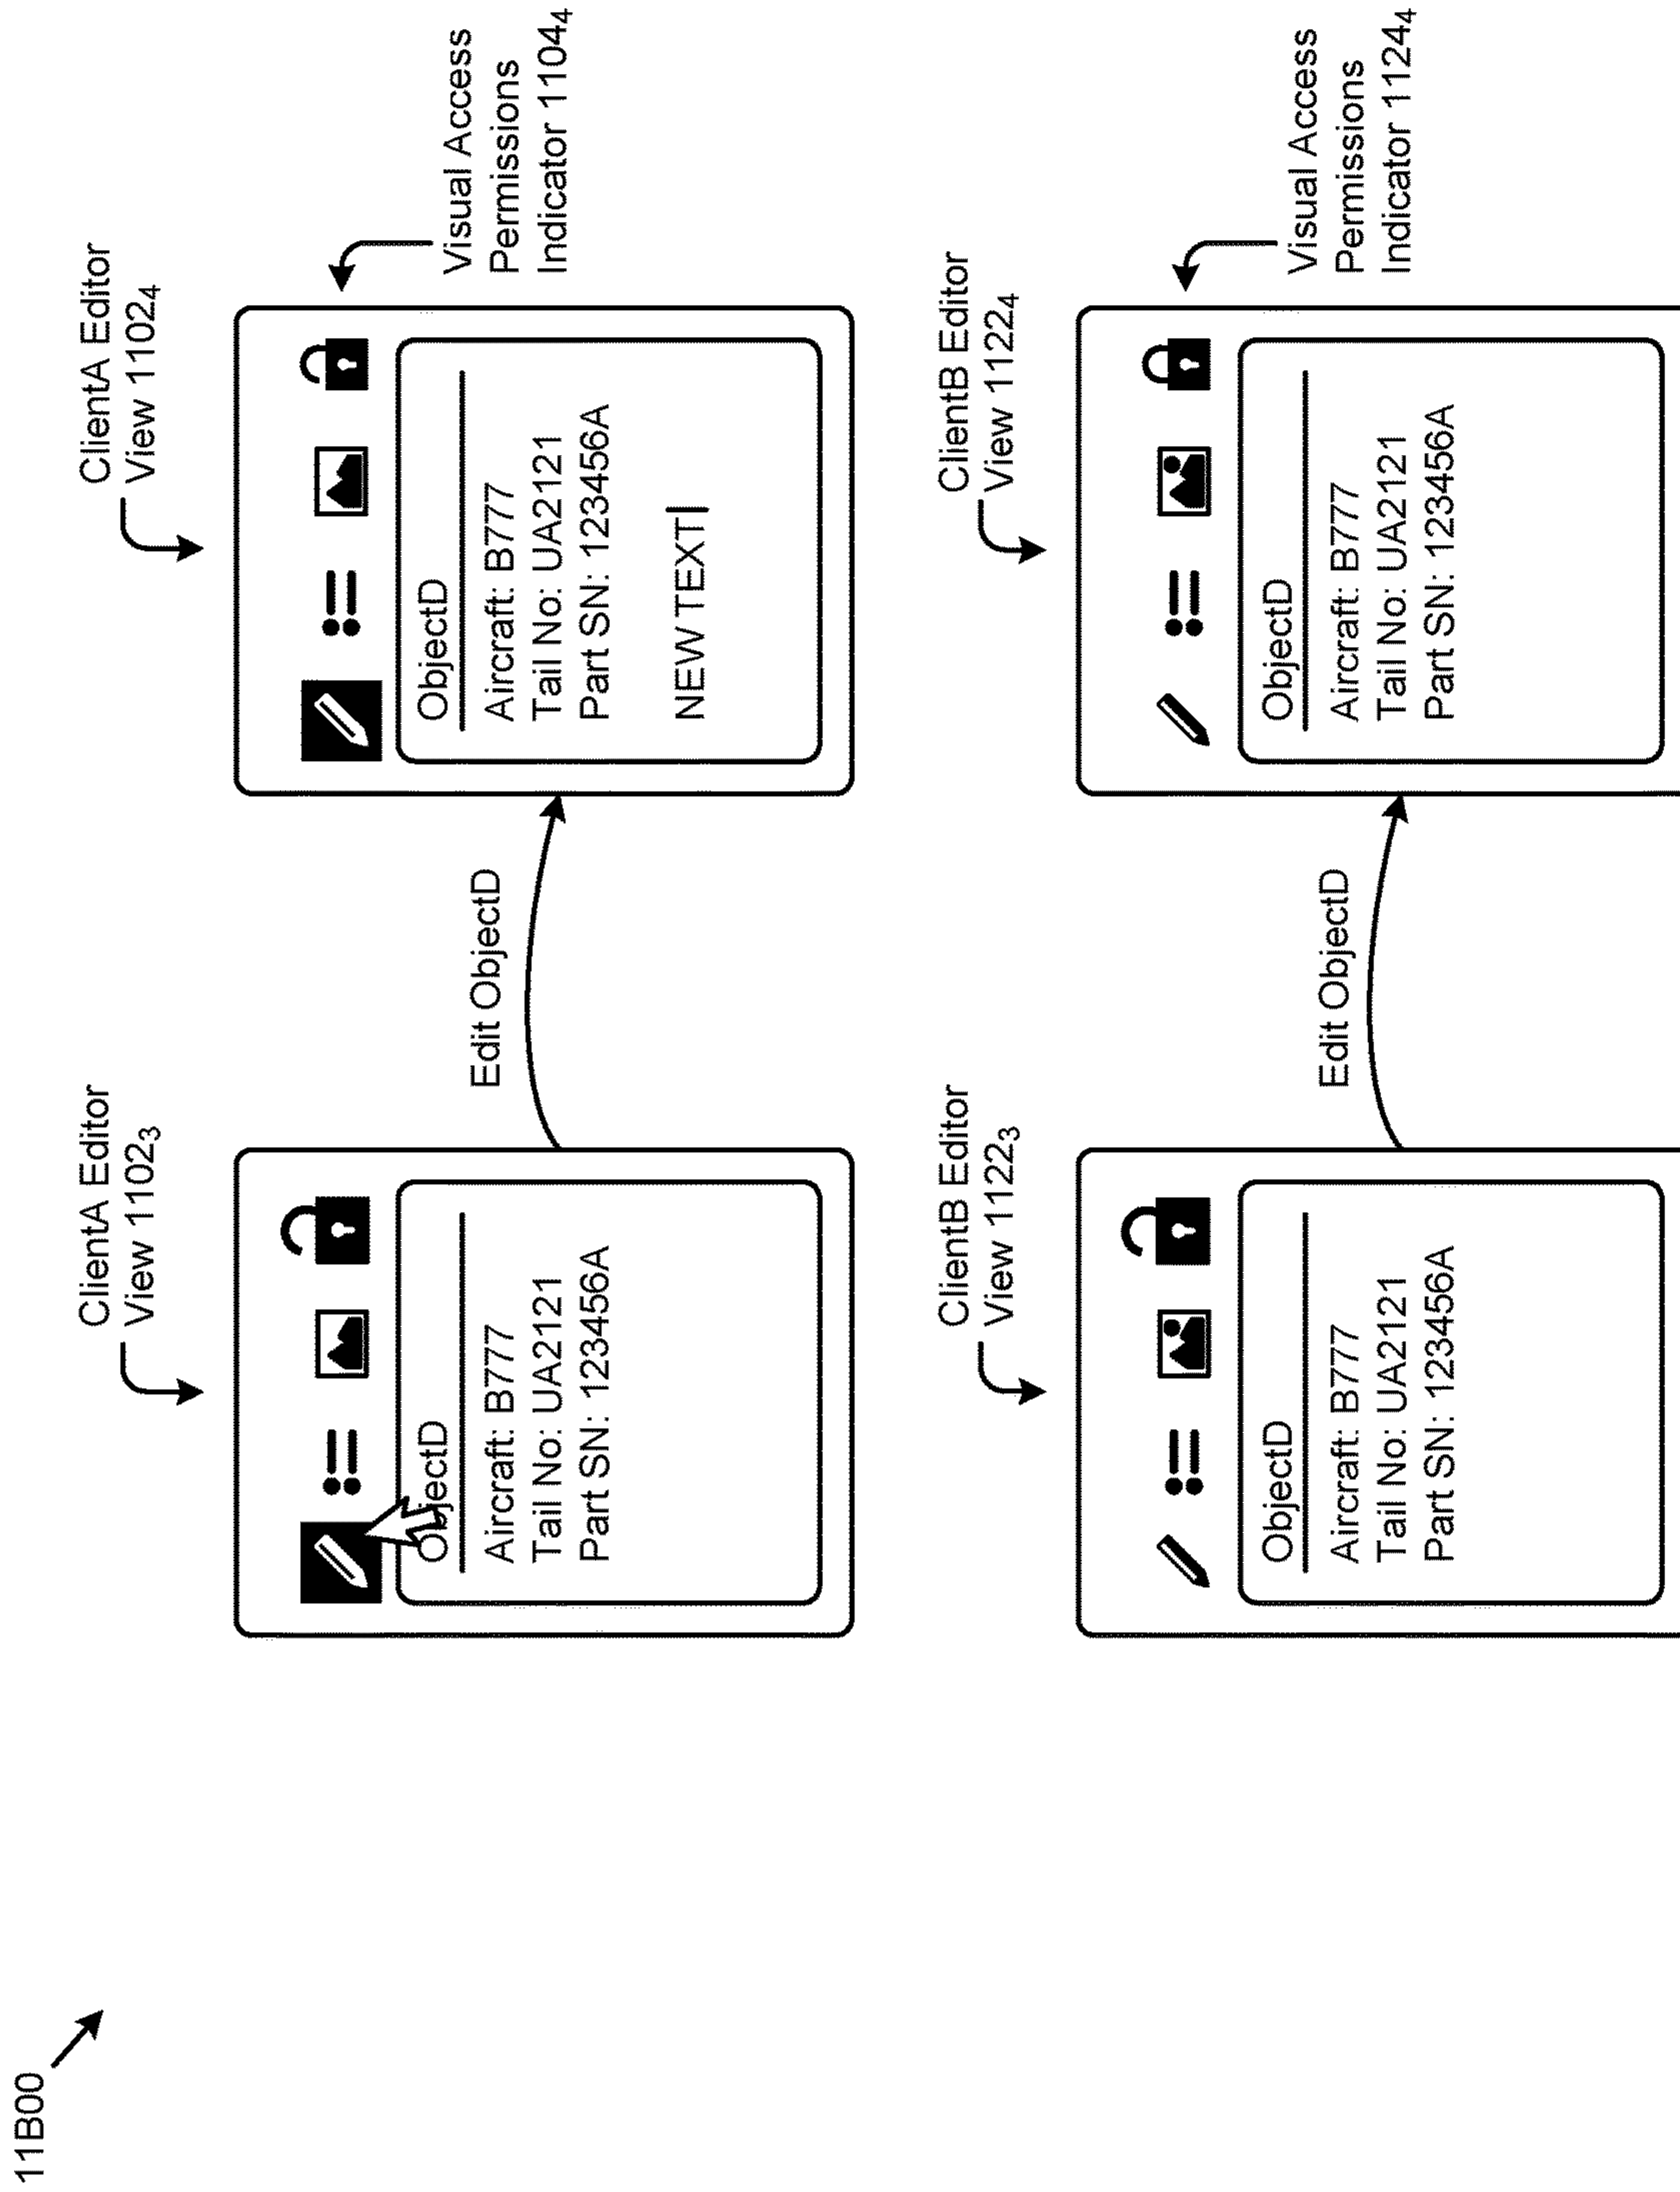 11B00
ClientA Editor
View 1102₃
ObjectD
Aircraft: B777
Tail No: UA2121
Part SN: 123456A
Edit ObjectD
ClientA Editor
View 1102₄
ObjectD
Aircraft: B777
Tail No: UA2121
Part SN: 123456A
NEW TEXT
Visual Access
Permissions
Indicator 1104₄
ClientB Editor
View 1122₃
ObjectD
Aircraft: B777
Tail No: UA2121
Part SN: 123456A
Edit ObjectD
ClientB Editor
View 1122₄
ObjectD
Aircraft: B777
Tail No: UA2121
Part SN: 123456A
Visual Access
Permissions
Indicator 1124₄